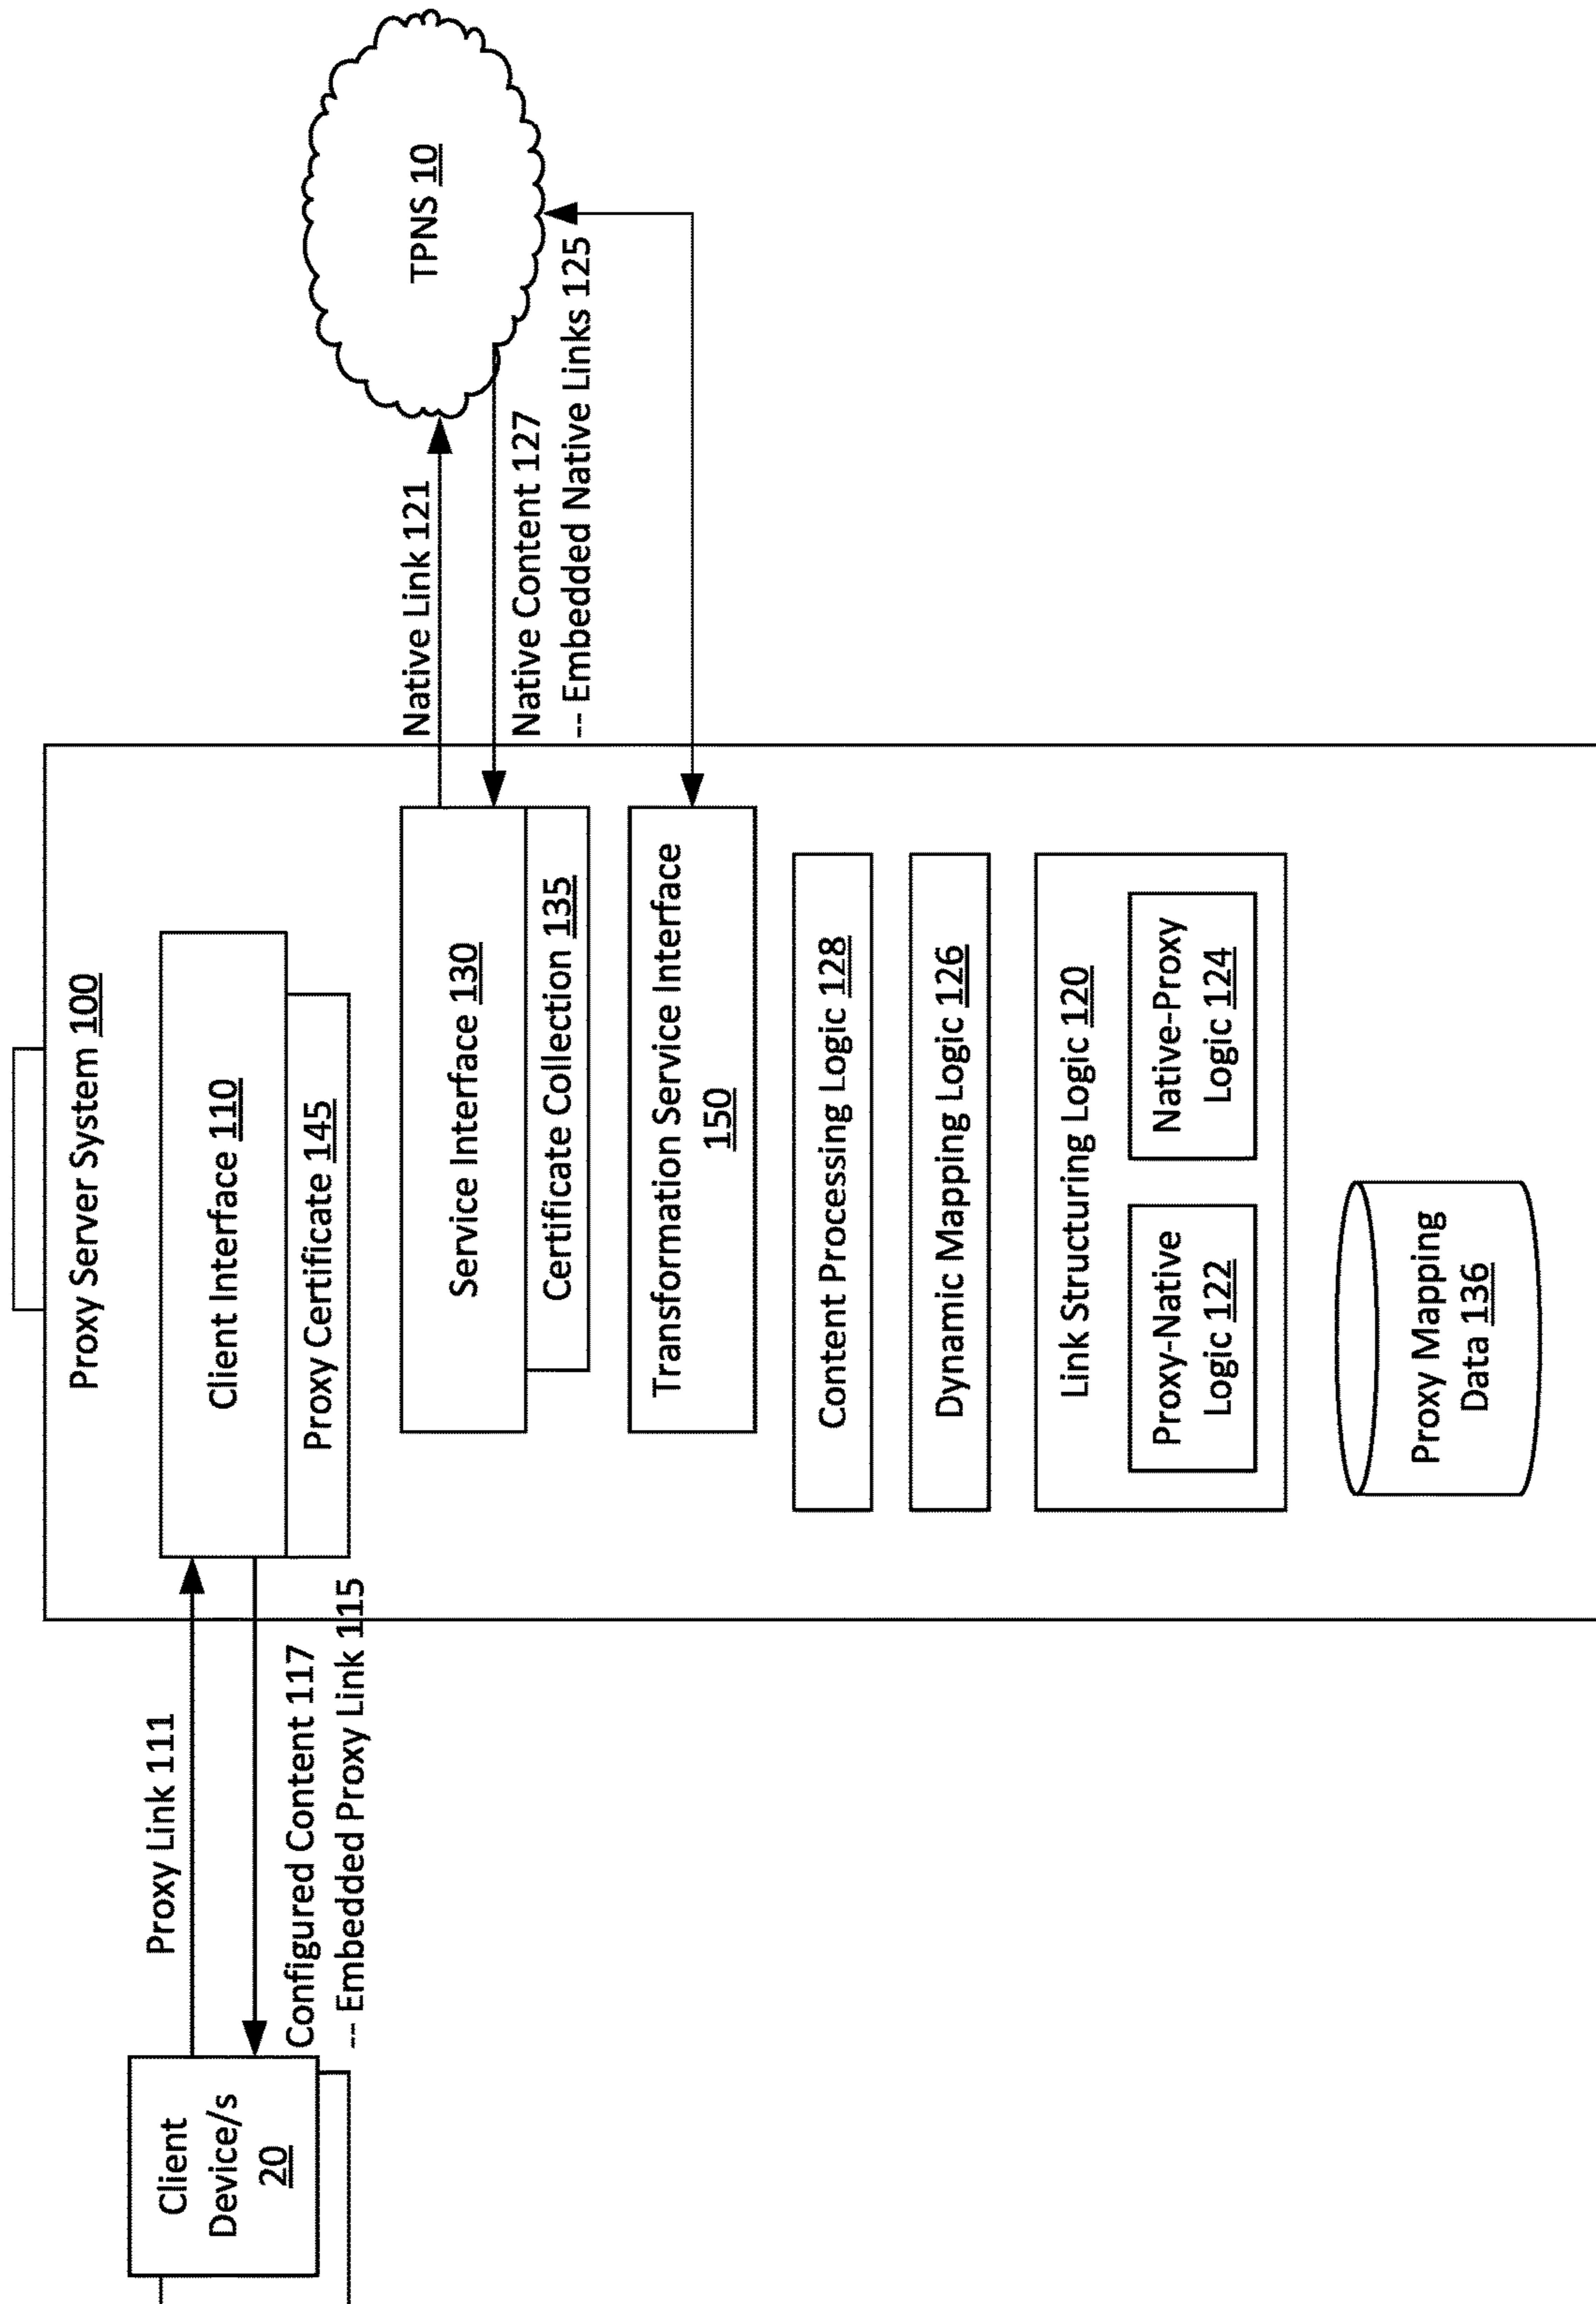 Proxy Server System 100
Client
Device/s
20
Proxy Link 111
Configured Content 117
-- Embedded Proxy Link 115
Client Interface 110
Proxy Certificate 145
Service Interface 130
Certificate Collection 135
Transformation Service Interface
150
Content Processing Logic 128
Dynamic Mapping Logic 126
Link Structuring Logic 120
Proxy-Native
Logic 122
Native-Proxy
Logic 124
Proxy Mapping
Data 136
Native Link 121
Native Content 127
-- Embedded Native Links 125
TPNS 10